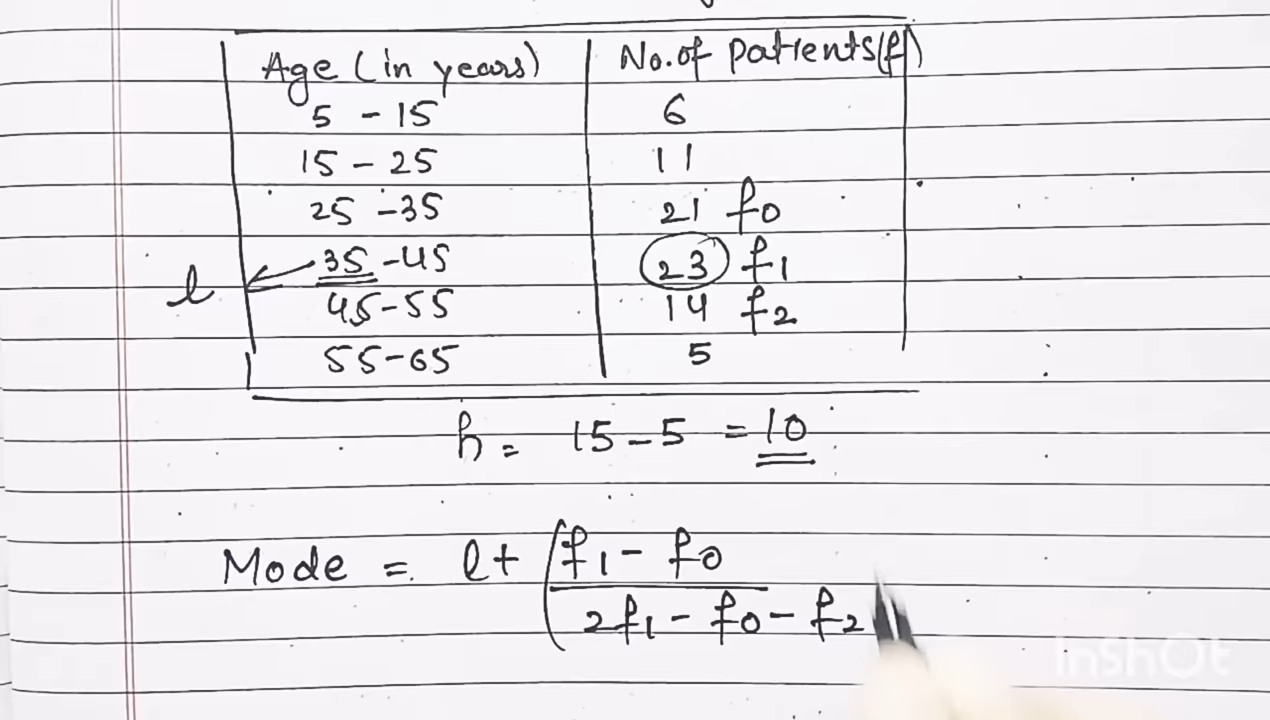 Age (in years) No. of patients (f)
5 - 15 6
15 - 25 11
25 - 35 21 f0
l 35 - 45 23 f1
45 - 55 14 f2
55 - 65 5
h = 15 - 5 = 10
Mode = l + (f1 - f0
2f1 - f0 - f2
InShOt